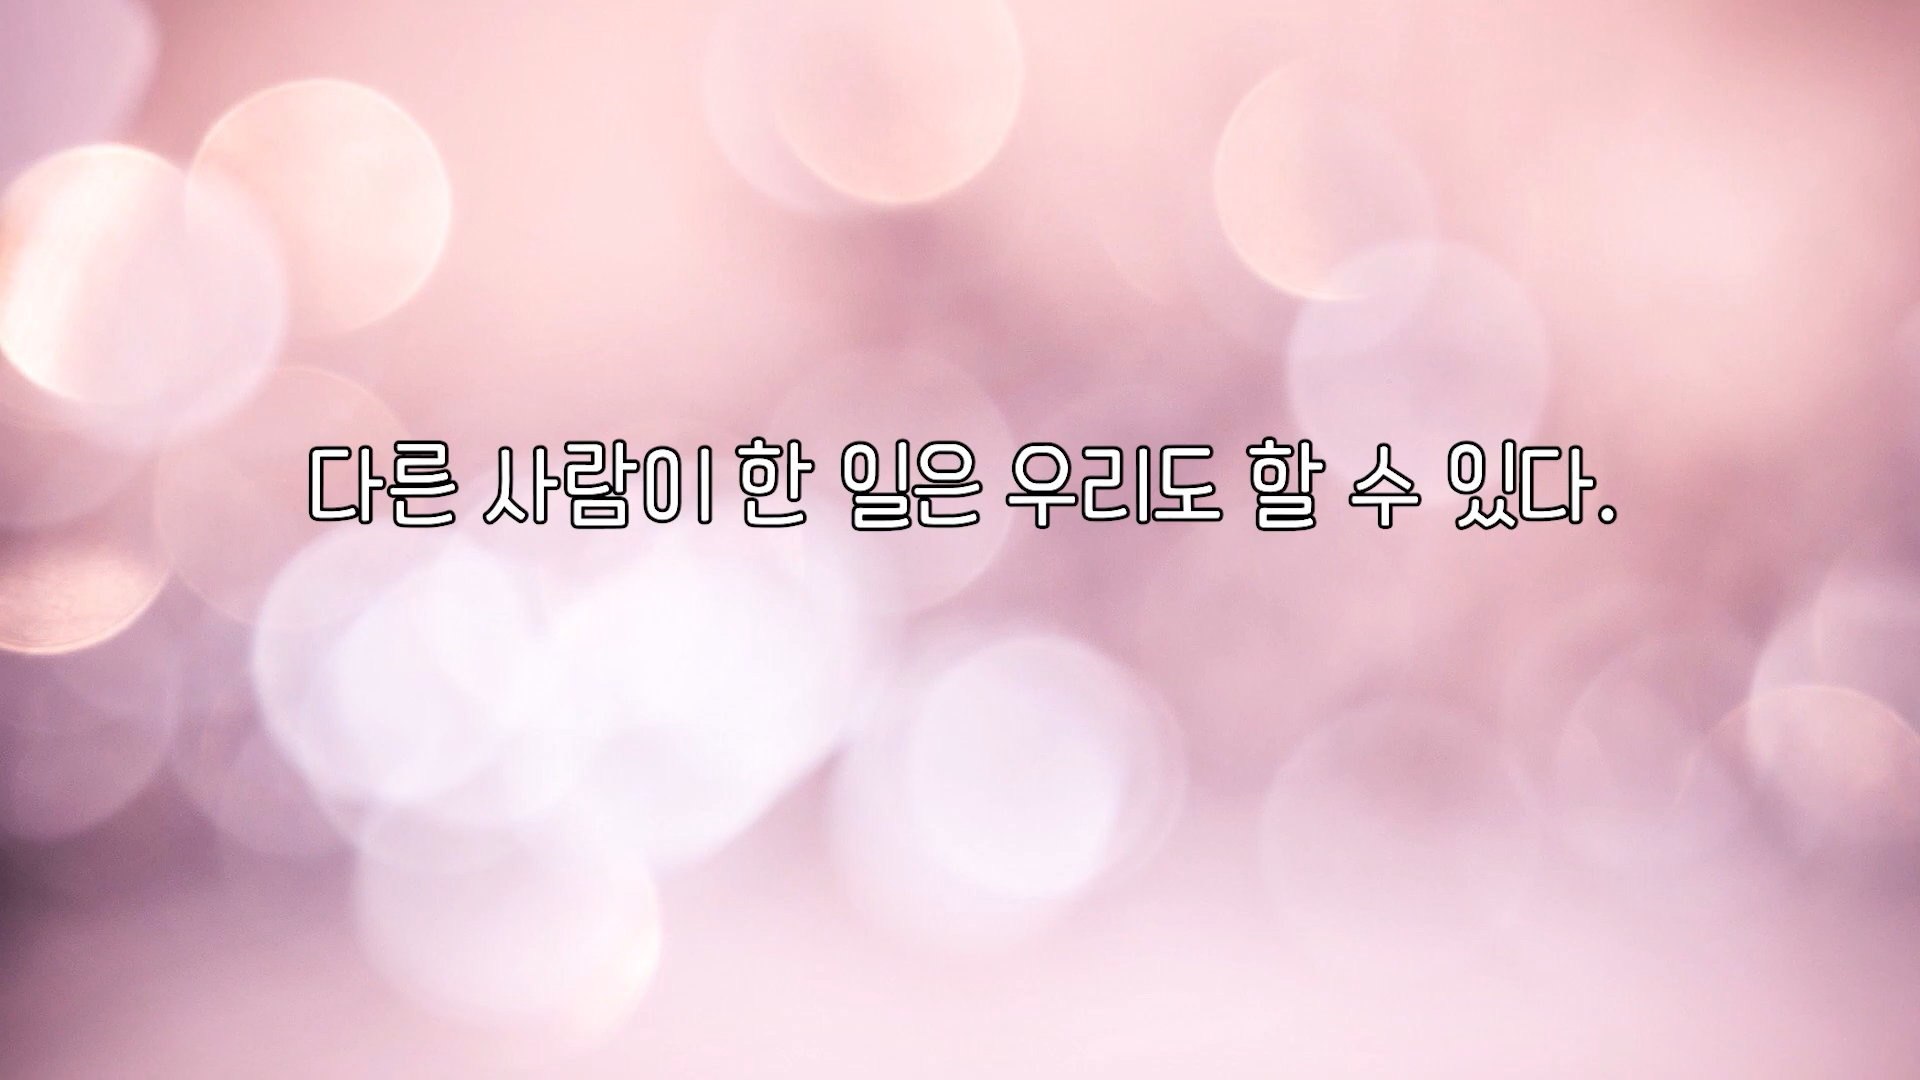 다른 사람이 한 일은 우리도 할 수 있다.